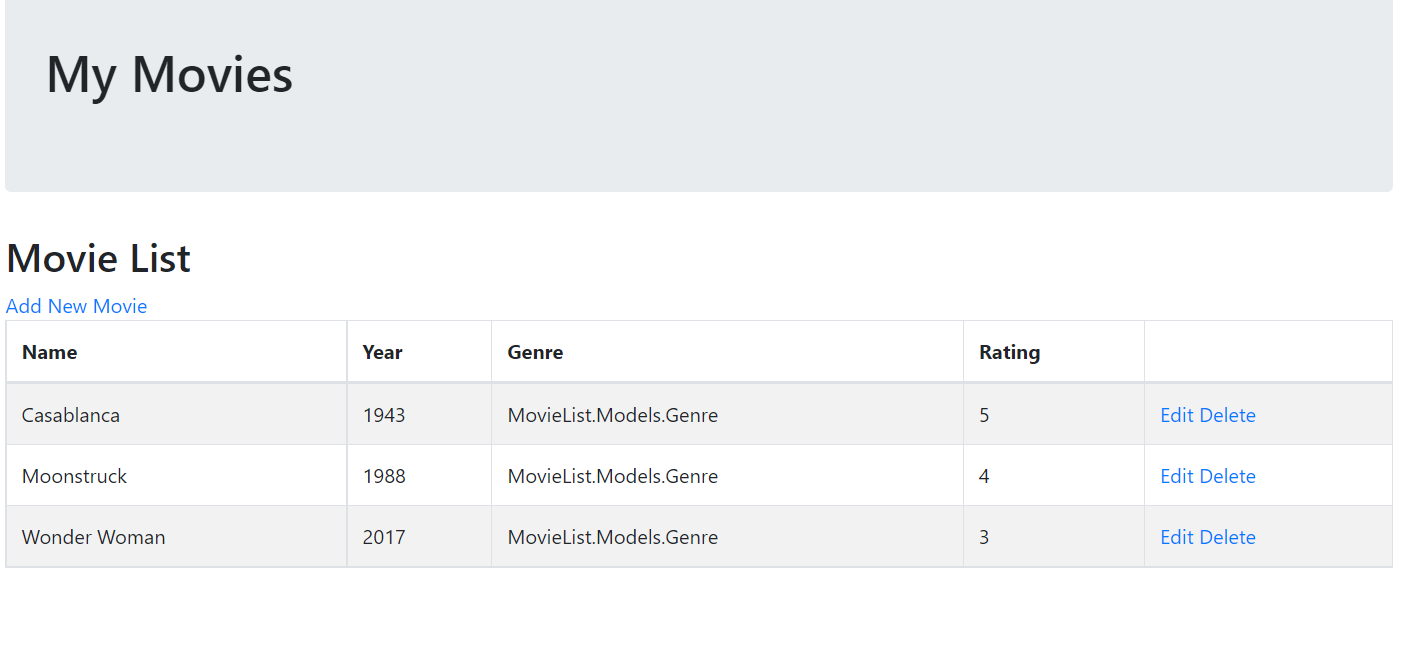 My Movies
Movie List
Add New Movie
Name Year Genre Rating
Casablanca 1943 MovieList.Models.Genre 5 Edit Delete
Moonstruck 1988 MovieList.Models.Genre 4 Edit Delete
Wonder Woman 2017 MovieList.Models.Genre 3 Edit Delete